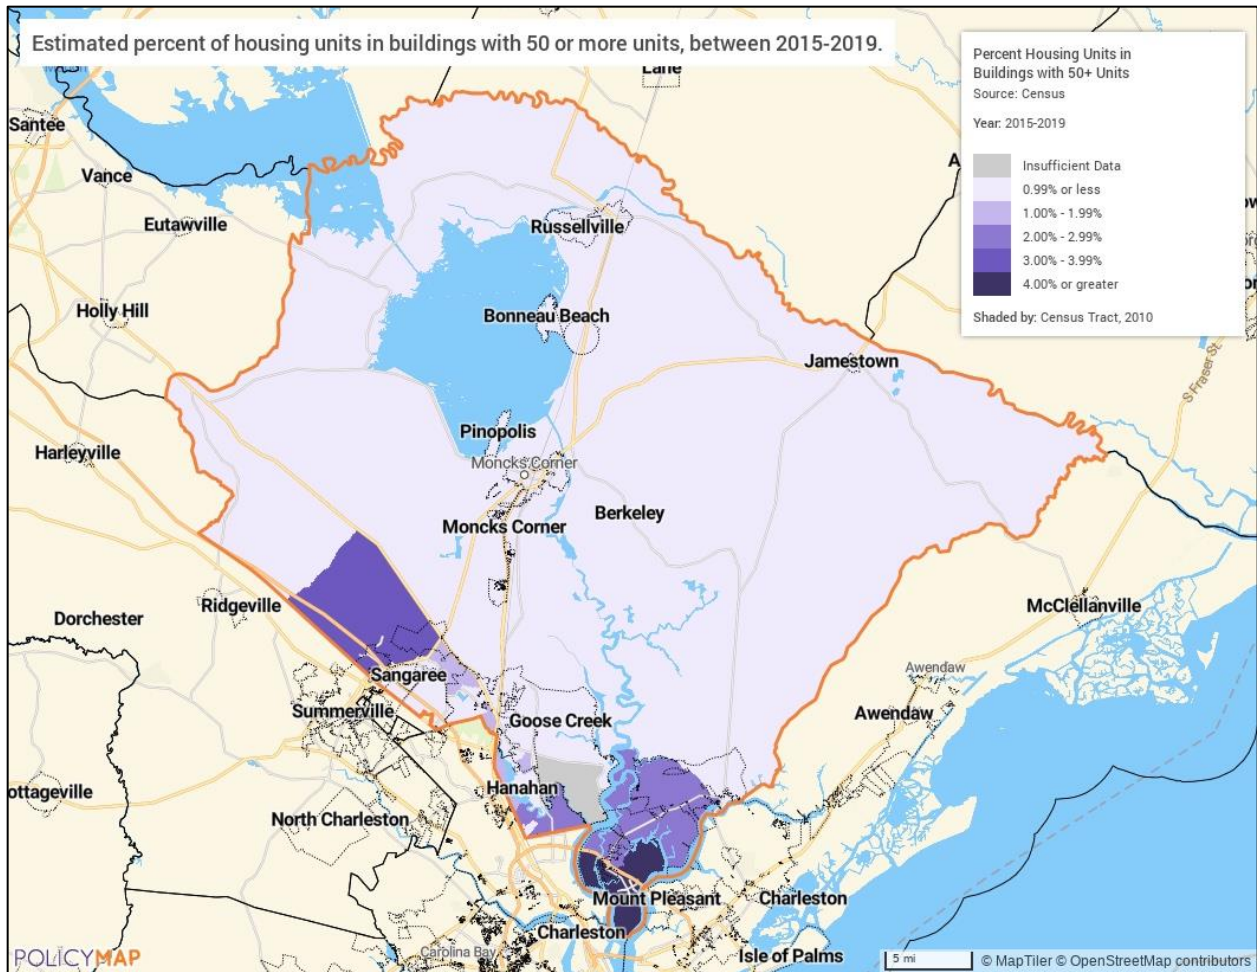 Estimated percent of housing units in buildings with 50 or more units, between 2015-2019.
Percent Housing Units in
Buildings with 50+ Units
Source: Census
Year: 2015-2019
Insufficient Data
0.99% or less
1.00% - 1.99%
2.00% - 2.99%
3.00% - 3.99%
4.00% or greater
Shaded by: Census Tract, 2010
Lane
Santee
Vance
Eutawville
Russellville
Holly Hill
Bonneau Beach
Jamestown
S Fraser St
Pinopolis
Harleyville
Moncks Corner
Moncks Corner
Berkeley
Ridgeville
Dorchester
McClellanville
Sangaree
Awendaw
Summerville
Goose Creek
Awendaw
Hanahan
ottageville
North Charleston
Mount Pleasant
Charleston
Charleston
Carolina Bay
Isle of Palms
POLICYMAP
5 mi
© MapTiler © OpenStreetMap contributors